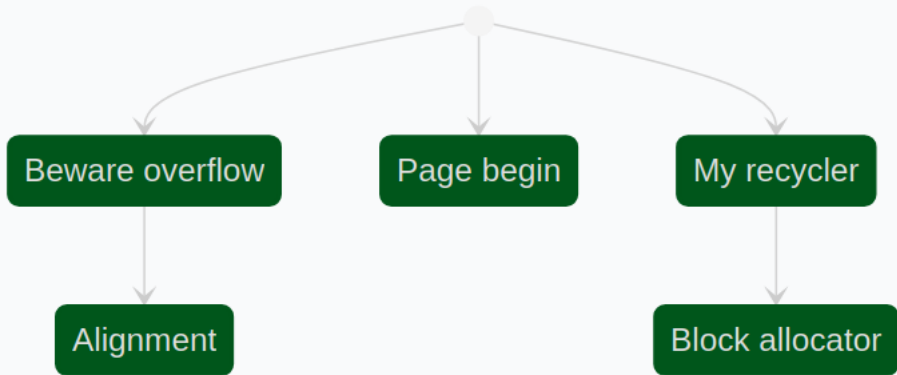 Beware overflow
Page begin
My recycler
Alignment
Block allocator